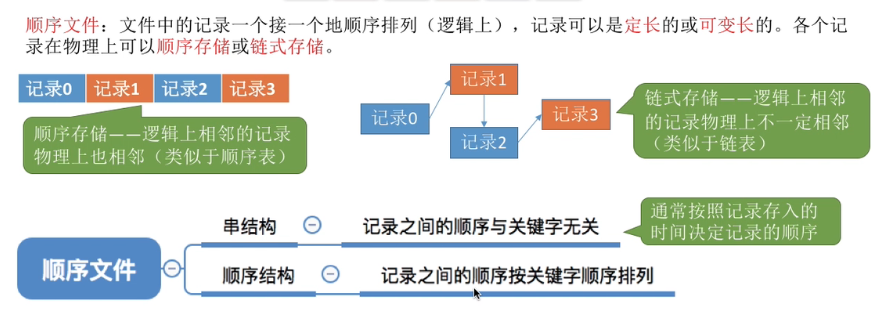 顺序文件：文件中的记录一个接一个地顺序排列（逻辑上），记录可以是定长的或可变长的。各个记
录在物理上可以顺序存储或链式存储。
记录0 记录1 记录2 记录3
顺序存储——逻辑上相邻的记录
物理上也相邻（类似于顺序表）
记录0
记录1
记录2
记录3
链式存储——逻辑上相邻
的记录物理上不一定相邻
（类似于链表）
顺序文件
串结构
记录之间的顺序与关键字无关
通常按照记录存入的
时间决定记录的顺序
顺序结构
记录之间的顺序按关键字顺序排列